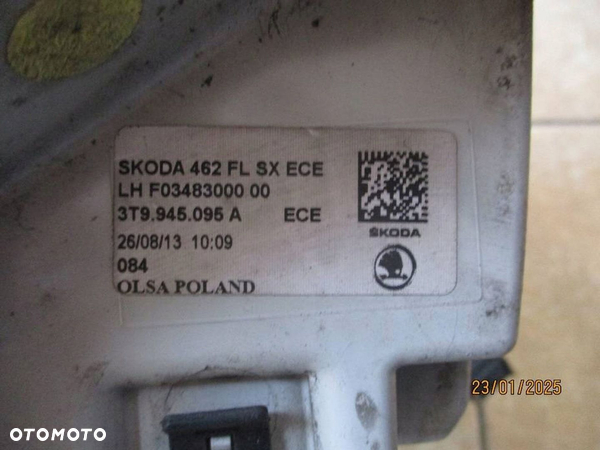 SKODA 462 FL SX ECE
LH F03483000 00
3T9.945.095 A ECE
26/08/13 10:09
084
OLSA POLAND
ŠKODA
23/01/2025
OTOMOTO